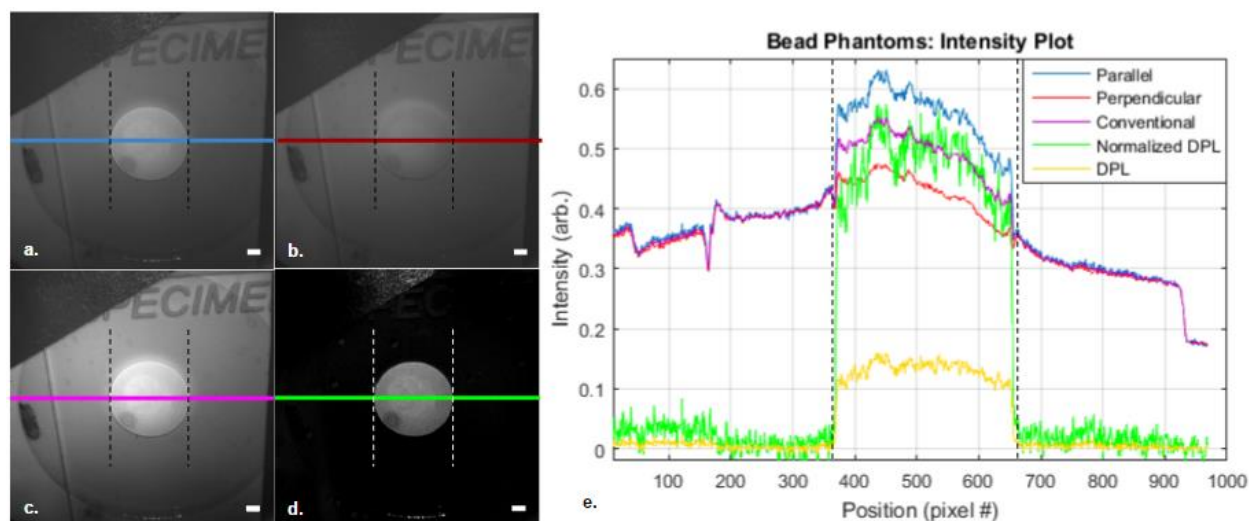 PECIME
PECIME
a.
b.
PECIME
PEC
c.
d.
Bead Phantoms: Intensity Plot
Parallel
Perpendicular
Conventional
Normalized DPL
DPL
Intensity (arb.)
0.6
0.5
0.4
0.3
0.2
0.1
0
100 200 300 400 500 600 700 800 900 1000
Position (pixel #)
e.